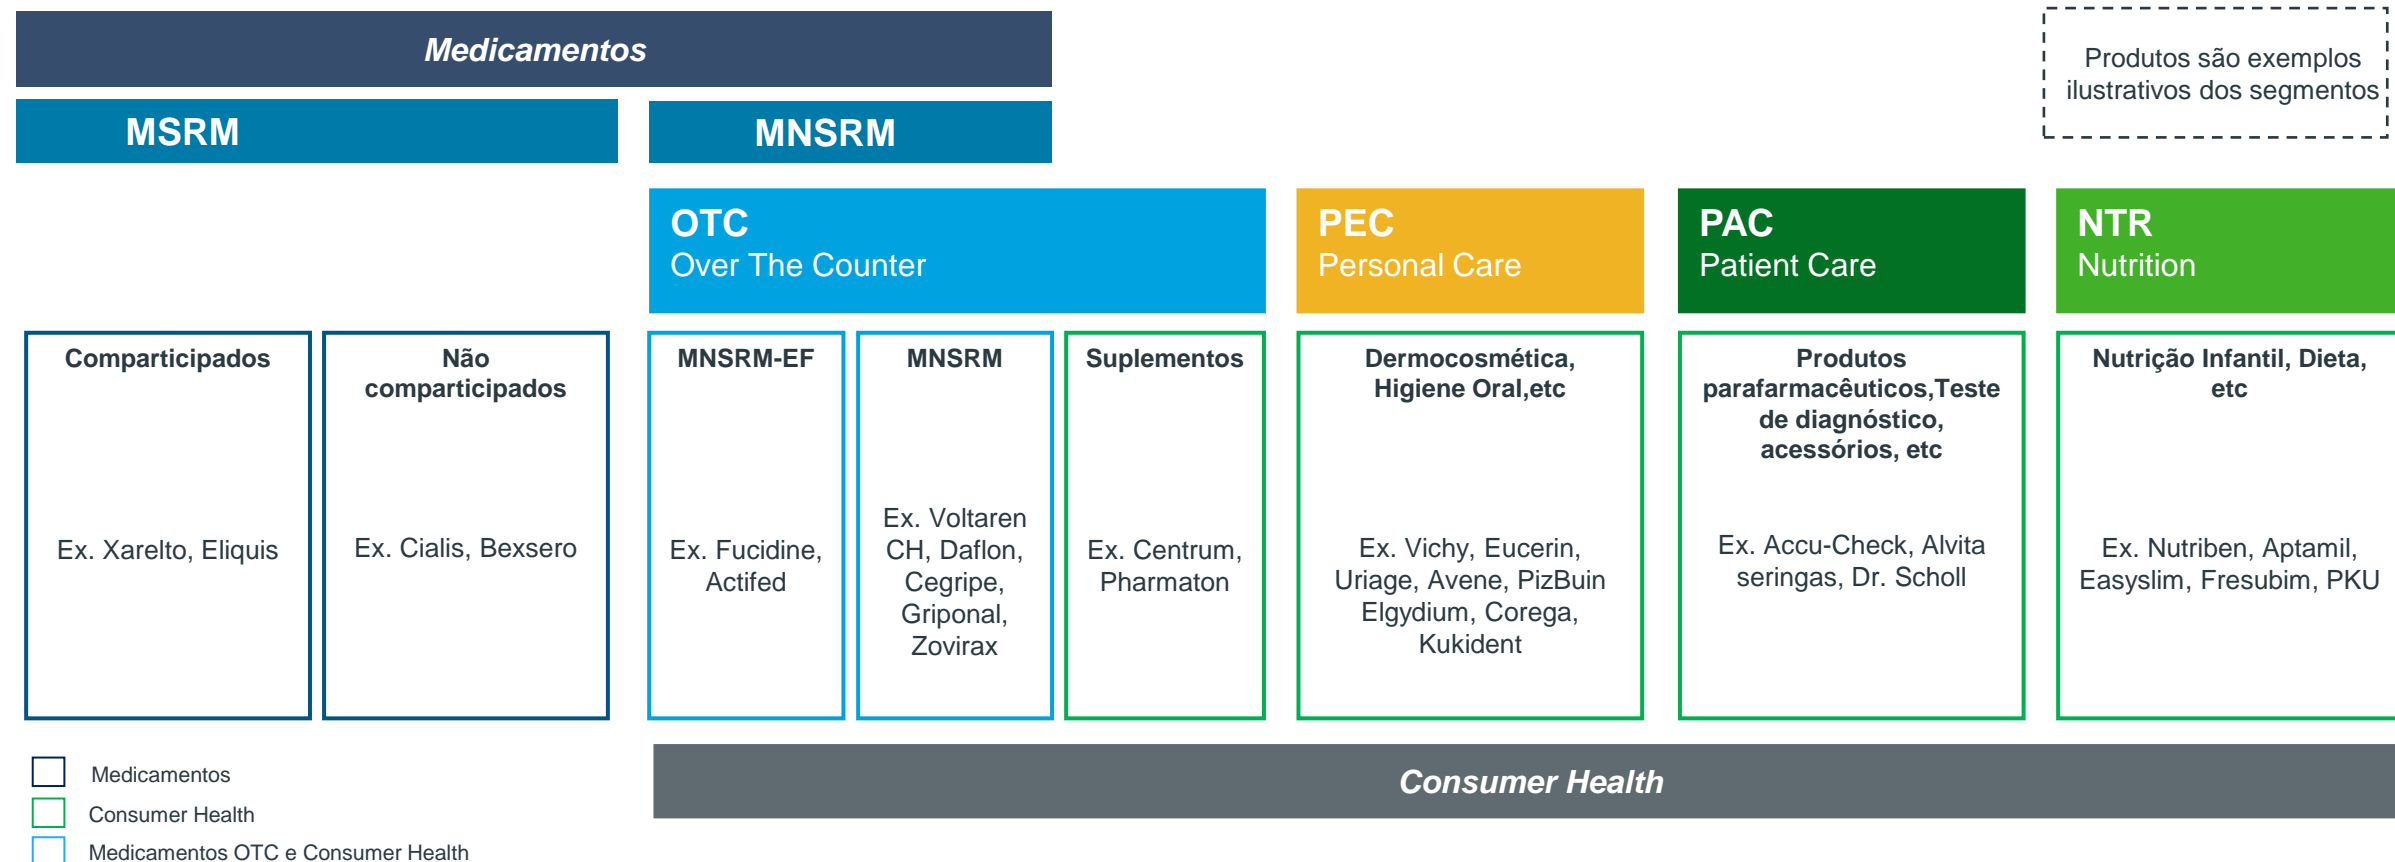 Medicamentos
Produtos são exemplos
ilustrativos dos segmentos
MSRM
MNSRM
OTC
Over The Counter
PEC
Personal Care
PAC
Patient Care
NTR
Nutrition
Comparticipados
Ex. Xarelto, Eliquis
Não
comparticipados
Ex. Cialis, Bexsero
MNSRM-EF
Ex. Fucidine,
Actifed
MNSRM
Ex. Voltaren
CH, Daflon,
Cegripe,
Griponal,
Zovirax
Suplementos
Ex. Centrum,
Pharmaton
Dermocosmética,
Higiene Oral,etc
Ex. Vichy, Eucerin,
Uriage, Avene, PizBuin
Elgydium, Corega,
Kukident
Produtos
parafarmacêuticos,Teste
de diagnóstico,
acessórios, etc
Ex. Accu-Check, Alvita
seringas, Dr. Scholl
Nutrição Infantil, Dieta,
etc
Ex. Nutriben, Aptamil,
Easyslim, Fresubim, PKU
Consumer Health
Medicamentos
Consumer Health
Medicamentos OTC e Consumer Health